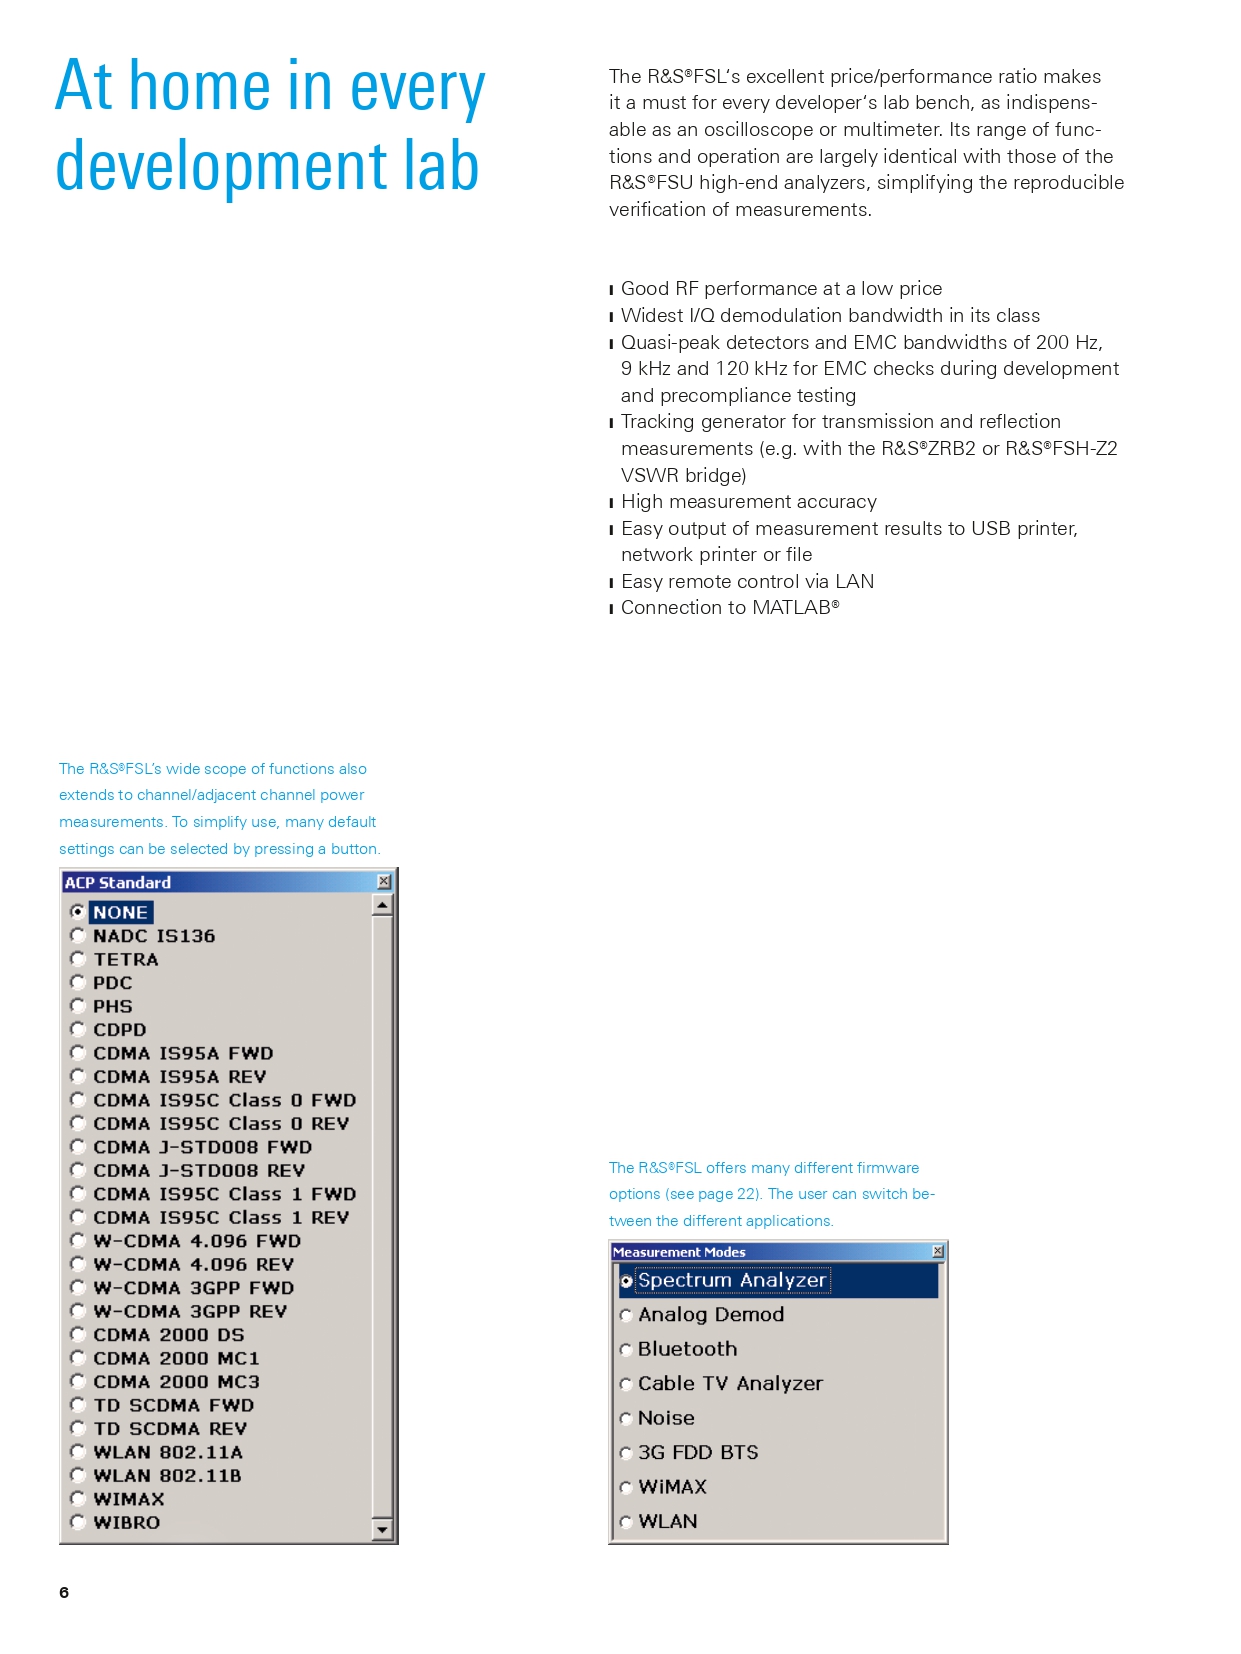 At home in every
development lab
The R&S®FSL‘s excellent price/performance ratio makes
it a must for every developer‘s lab bench, as indispens-
able as an oscilloscope or multimeter. Its range of func-
tions and operation are largely identical with those of the
R&S®FSU high-end analyzers, simplifying the reproducible
verification of measurements.
Good RF performance at a low price
Widest I/Q demodulation bandwidth in its class
Quasi-peak detectors and EMC bandwidths of 200 Hz,
9 kHz and 120 kHz for EMC checks during development
and precompliance testing
Tracking generator for transmission and reflection
measurements (e.g. with the R&S®ZRB2 or R&S®FSH-Z2
VSWR bridge)
High measurement accuracy
Easy output of measurement results to USB printer,
network printer or file
Easy remote control via LAN
Connection to MATLAB®
The R&S®FSL’s wide scope of functions also
extends to channel/adjacent channel power
measurements. To simplify use, many default
settings can be selected by pressing a button.
ACP Standard
NONE
NADC IS136
TETRA
PDC
PHS
CDPD
CDMA IS95A FWD
CDMA IS95A REV
CDMA IS95C Class 0 FWD
CDMA IS95C Class 0 REV
CDMA J-STD008 FWD
CDMA J-STD008 REV
CDMA IS95C Class 1 FWD
CDMA IS95C Class 1 REV
W-CDMA 4.096 FWD
W-CDMA 4.096 REV
W-CDMA 3GPP FWD
W-CDMA 3GPP REV
CDMA 2000 DS
CDMA 2000 MC1
CDMA 2000 MC3
TD SCDMA FWD
TD SCDMA REV
WLAN 802.11A
WLAN 802.11B
WIMAX
WIBRO
The R&S®FSL offers many different firmware
options (see page 22). The user can switch be-
tween the different applications.
Measurement Modes
Spectrum Analyzer
Analog Demod
Bluetooth
Cable TV Analyzer
Noise
3G FDD BTS
WiMAX
WLAN
6